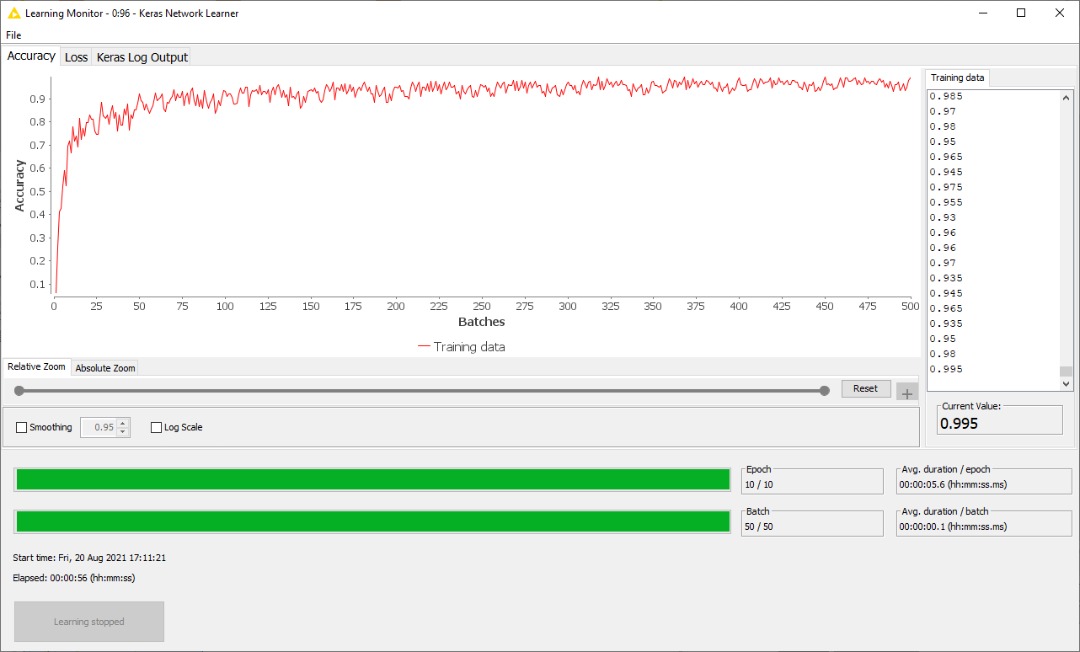 Learning Monitor - 0:96 - Keras Network Learner
File
Accuracy Loss Keras Log Output
Accuracy
0.9
0.8
0.7
0.6
0.5
0.4
0.3
0.2
0.1
0 25 50 75 100 125 150 175 200 225 250 275 300 325 350 375 400 425 450 475 500
Batches
Training data
Training data
0.985
0.97
0.98
0.95
0.965
0.945
0.975
0.955
0.93
0.96
0.96
0.97
0.935
0.945
0.965
0.935
0.95
0.98
0.995
Current Value:
0.995
Relative Zoom Absolute Zoom
Reset +
Smoothing 0.95 Log Scale
Epoch
10 / 10
Avg. duration / epoch
00:00:05.6 (hh:mm:ss.ms)
Batch
50 / 50
Avg. duration / batch
00:00:00.1 (hh:mm:ss.ms)
Start time: Fri, 20 Aug 2021 17:11:21
Elapsed: 00:00:56 (hh:mm:ss)
Learning stopped